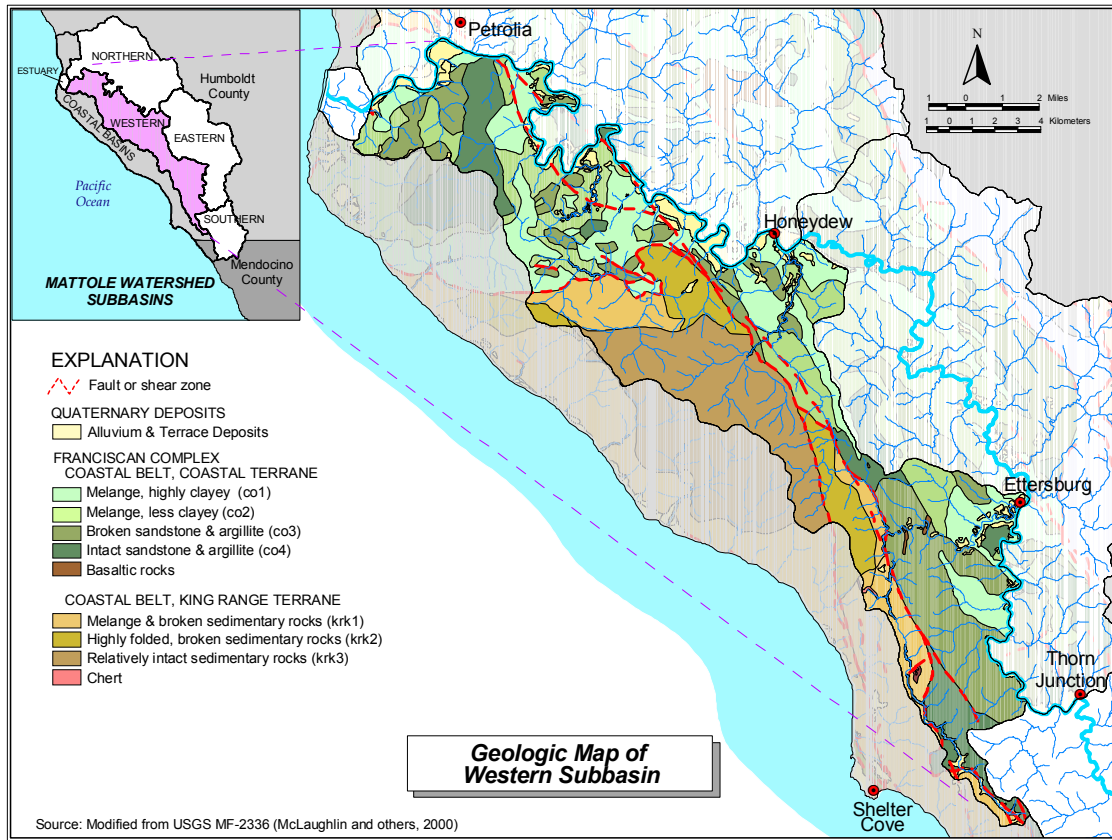 NORTHERN
ESTUARY
Humboldt
County
WESTERN
COASTAL BASINS
EASTERN
Pacific
Ocean
SOUTHERN
Mendocino
County
MATTOLE WATERSHED
SUBBASINS
Petrolia
N
1 0 1 2 Miles
1 0 1 2 3 4 Kilometers
Honeydew
Ettersburg
Thorn
Junction
Shelter
Cove
EXPLANATION
Fault or shear zone
QUATERNARY DEPOSITS
Alluvium & Terrace Deposits
FRANCISCAN COMPLEX
COASTAL BELT, COASTAL TERRANE
Melange, highly clayey (co1)
Melange, less clayey (co2)
Broken sandstone & argillite (co3)
Intact sandstone & argillite (co4)
Basaltic rocks
COASTAL BELT, KING RANGE TERRANE
Melange & broken sedimentary rocks (krk1)
Highly folded, broken sedimentary rocks (krk2)
Relatively intact sedimentary rocks (krk3)
Chert
Geologic Map of
Western Subbasin
Source: Modified from USGS MF-2336 (McLaughlin and others, 2000)